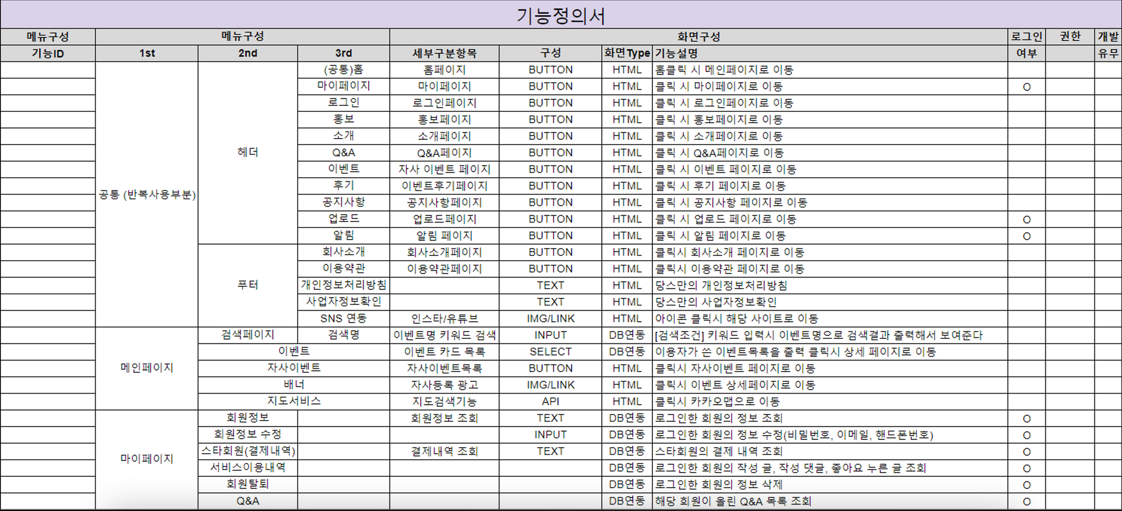 기능정의서
메뉴구성 메뉴구성 화면구성 로그인 권한 개발
기능ID 1st 2nd 3rd 세부구분항목 구성 화면Type 기능설명 여부 유무
공통 (반복사용부분) 헤더 (공통)홈 홈페이지 BUTTON HTML 홈클릭 시 메인페이지로 이동
마이페이지 마이페이지 BUTTON HTML 클릭 시 마이페이지로 이동 O
로그인 로그인페이지 BUTTON HTML 클릭 시 로그인페이지로 이동
홍보 홍보페이지 BUTTON HTML 클릭 시 홍보페이지로 이동
소개 소개페이지 BUTTON HTML 클릭 시 소개페이지로 이동
Q&A Q&A페이지 BUTTON HTML 클릭 시 Q&A페이지로 이동
이벤트 자사 이벤트 페이지 BUTTON HTML 클릭 시 이벤트 페이지로 이동
후기 이벤트후기페이지 BUTTON HTML 클릭 시 후기 페이지로 이동
공지사항 공지사항페이지 BUTTON HTML 클릭 시 공지사항 페이지로 이동
업로드 업로드페이지 BUTTON HTML 클릭 시 업로드 페이지로 이동 O
알림 알림 페이지 BUTTON HTML 클릭 시 알림 페이지로 이동 O
푸터 회사소개 회사소개페이지 BUTTON HTML 클릭시 회사소개 페이지로 이동
이용약관 이용약관페이지 BUTTON HTML 클릭시 이용약관 페이지로 이동
개인정보처리방침 TEXT HTML 당스만의 개인정보처리방침
사업자정보확인 TEXT HTML 당스만의 사업자정보확인
SNS 연동 인스타/유튜브 IMG/LINK HTML 아이콘 클릭시 해당 사이트로 이동
메인페이지 검색페이지 검색명 이벤트명 키워드 검색 INPUT DB연동 [검색조건] 키워드 입력시 이벤트명으로 검색결과 출력해서 보여준다
이벤트 이벤트 카드 목록 SELECT DB연동 이용자가 쓴 이벤트목록을 출력 클릭시 상세 페이지로 이동
자사이벤트 자사이벤트목록 BUTTON HTML 클릭시 자사이벤트 페이지로 이동
배너 자사등록 광고 IMG/LINK HTML 클릭시 이벤트 상세페이지로 이동
지도서비스 지도검색기능 API HTML 클릭시 카카오맵으로 이동
마이페이지 회원정보 회원정보 조회 TEXT DB연동 로그인한 회원의 정보 조회 O
회원정보 수정 INPUT DB연동 로그인한 회원의 정보 수정(비밀번호, 이메일, 핸드폰번호) O
스타회원(결제내역) 결제내역 조회 TEXT DB연동 스타회원의 결제 내역 조회 O
서비스이용내역 DB연동 로그인한 회원의 작성 글, 작성 댓글, 좋아요 누른 글 조회 O
회원탈퇴 DB연동 로그인한 회원의 정보 삭제 O
Q&A DB연동 해당 회원이 올린 Q&A 목록 조회 O